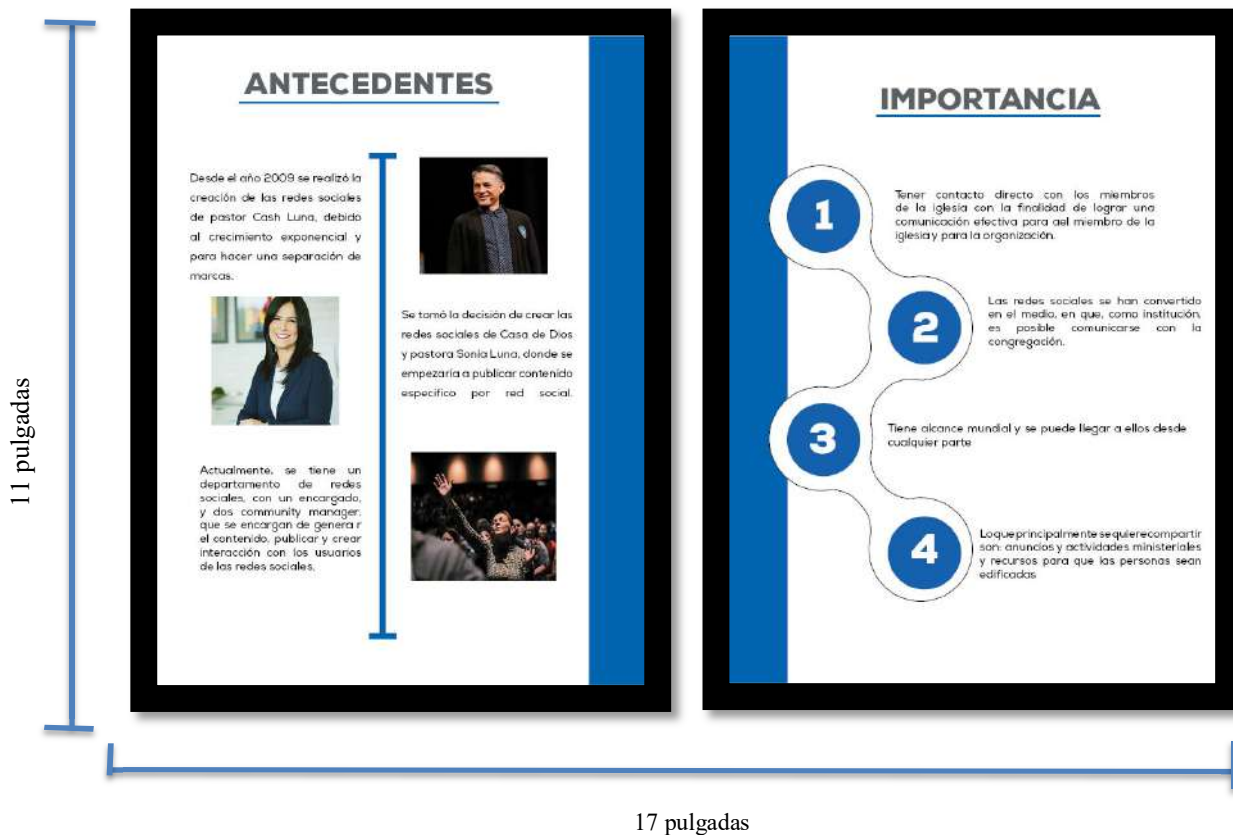 ANTECEDENTES
Desde el año 2009 se realizó la
creación de las redes sociales
de pastor Cash Luna, debido
al crecimiento exponencial y
para hacer una separación de
marcas.
Se tomó la decisión de crear las
redes sociales de Casa de Dios
y pastora Sonia Luna, donde se
empezaría a publicar contenido
específico por red social.
Actualmente, se tiene un
departamento de redes
sociales, con un encargado,
y dos community manager,
que se encargan de genera r
el contenido, publicar y crear
interacción con los usuarios
de las redes sociales.
IMPORTANCIA
1
Tener contacto directo con los miembros
de la iglesia con la finalidad de lograr una
comunicación efectiva para ael miembro de la
iglesia y para la organización.
2
Las redes sociales se han convertido
en el medio, en que, como institución,
es posible comunicarse con la
congregación.
3
Tiene alcance mundial y se puede llegar a ellos desde
cualquier parte
4
Lo que principalmente se quiere compartir
son: anuncios y actividades ministeriales
y recursos para que las personas sean
edificadas
11 pulgadas
17 pulgadas